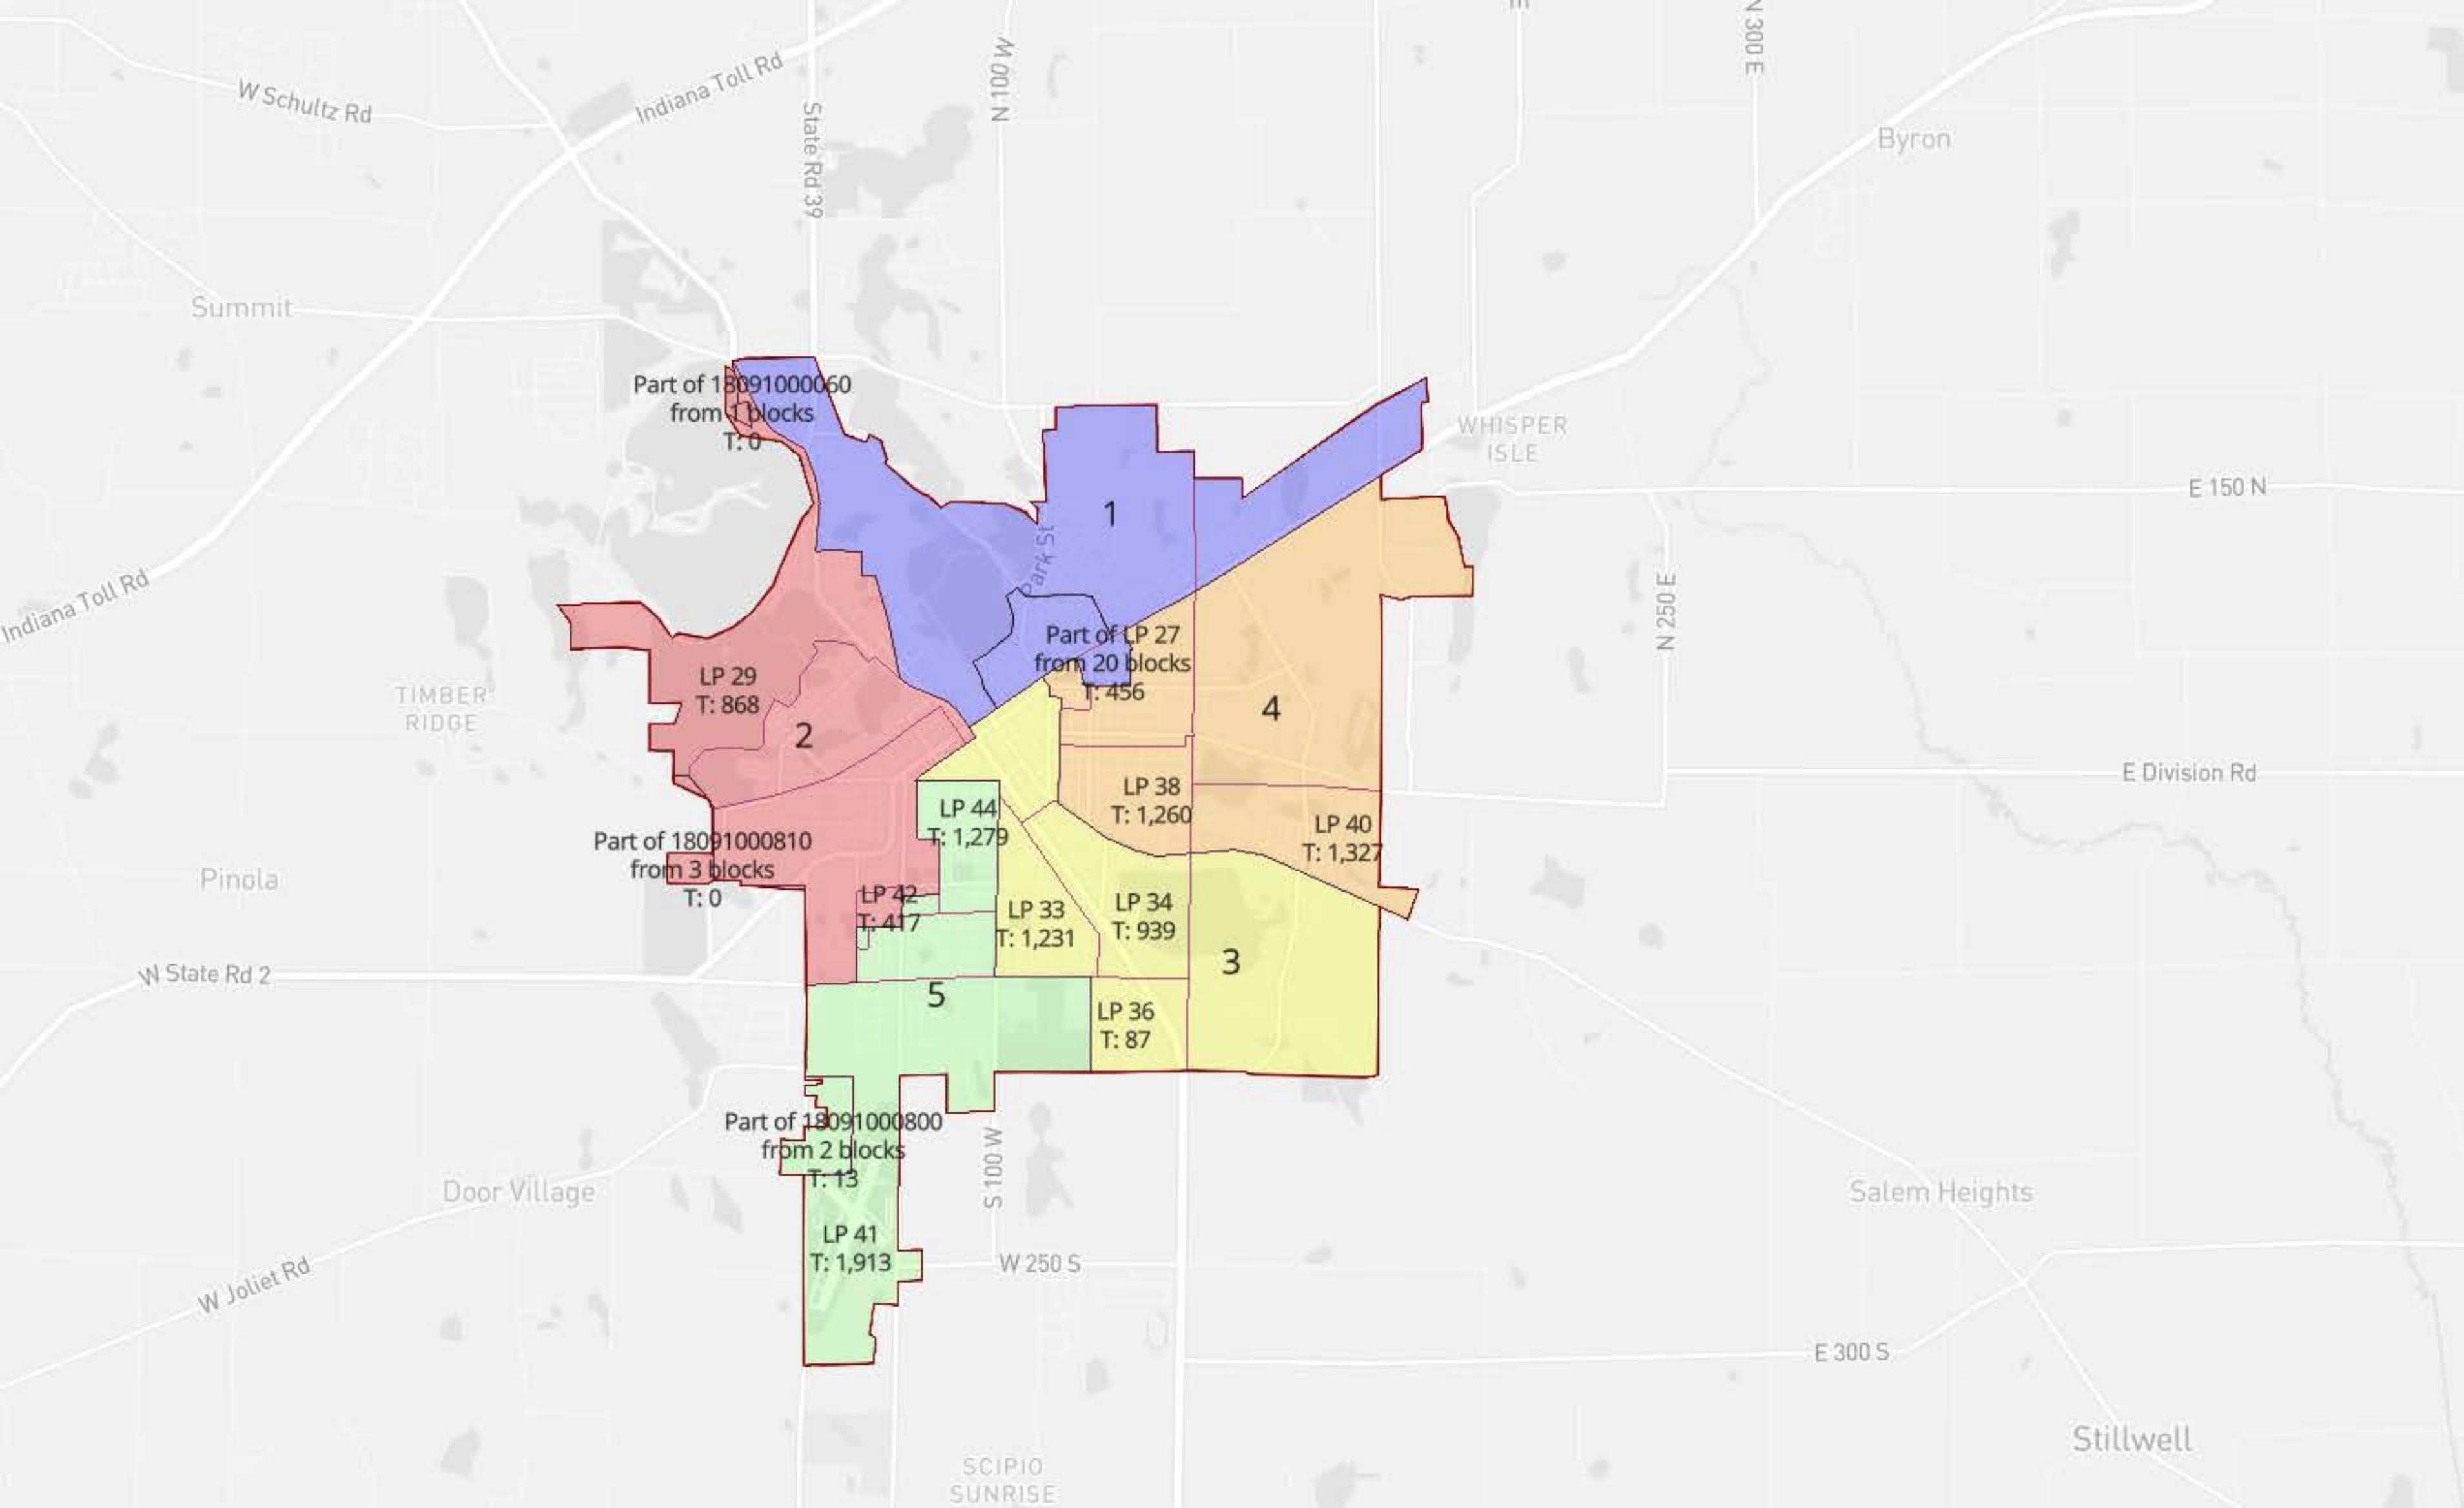 N 300 E
W Schultz Rd
Indiana Toll Rd
State Rd 39
N 100 W
Byron
Summit
Part of 18091000060
from 1 blocks
T: 0
WHISPER
ISLE
E 150 N
1
Park St
Indiana Toll Rd
N 250 E
Part of LP 27
from 20 blocks
T: 456
LP 29
T: 868
TIMBER
RIDGE
2
4
E Division Rd
LP 38
T: 1,260
LP 44
T: 1,279
LP 40
T: 1,327
Part of 18091000810
from 3 blocks
T: 0
Pinola
LP 42
T: 417
LP 33
T: 1,231
LP 34
T: 939
3
W State Rd 2
5
LP 36
T: 87
Part of 18091000800
from 2 blocks
T: 13
S 100 W
Door Village
Salem Heights
LP 41
T: 1,913
W 250 S
W Joliet Rd
E 300 S
Stillwell
SCIPIO
SUNRISE